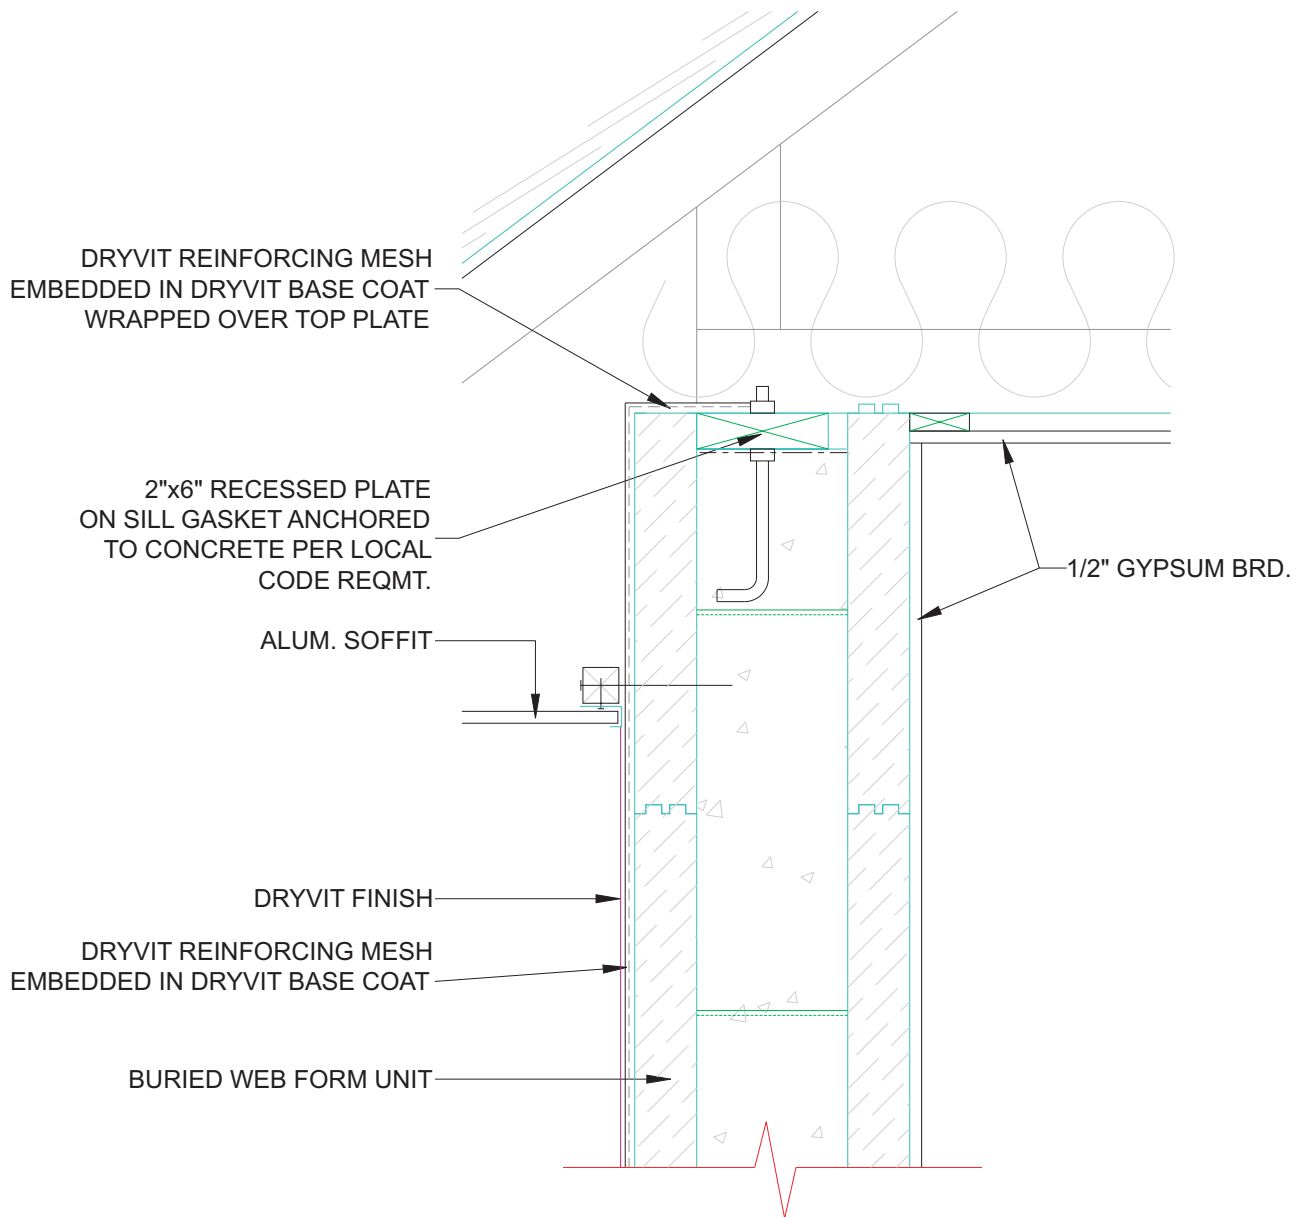 DRYVIT REINFORCING MESH
EMBEDDED IN DRYVIT BASE COAT
WRAPPED OVER TOP PLATE
2"x6" RECESSED PLATE
ON SILL GASKET ANCHORED
TO CONCRETE PER LOCAL
CODE REQMT.
1/2" GYPSUM BRD.
ALUM. SOFFIT
DRYVIT FINISH
DRYVIT REINFORCING MESH
EMBEDDED IN DRYVIT BASE COAT
BURIED WEB FORM UNIT